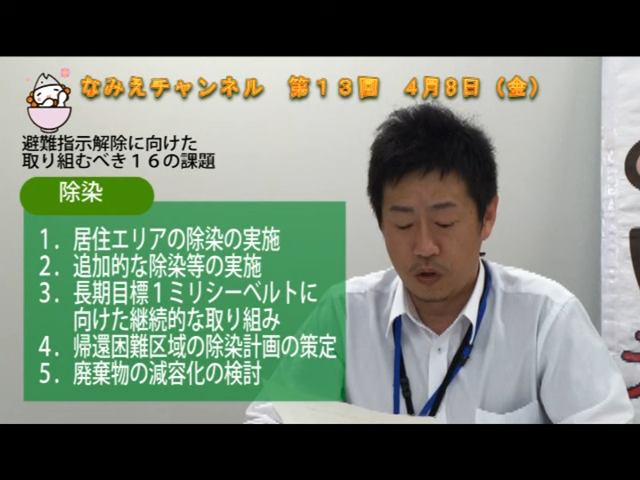 なみえチャンネル　第１３回　４月８日（金）
避難指示解除に向けた
取り組むべき１６の課題
除染
１．居住エリアの除染の実施
２．追加的な除染等の実施
３．長期目標１ミリシーベルトに
向けた継続的な取り組み
４．帰還困難区域の除染計画の策定
５．廃棄物の減容化の検討